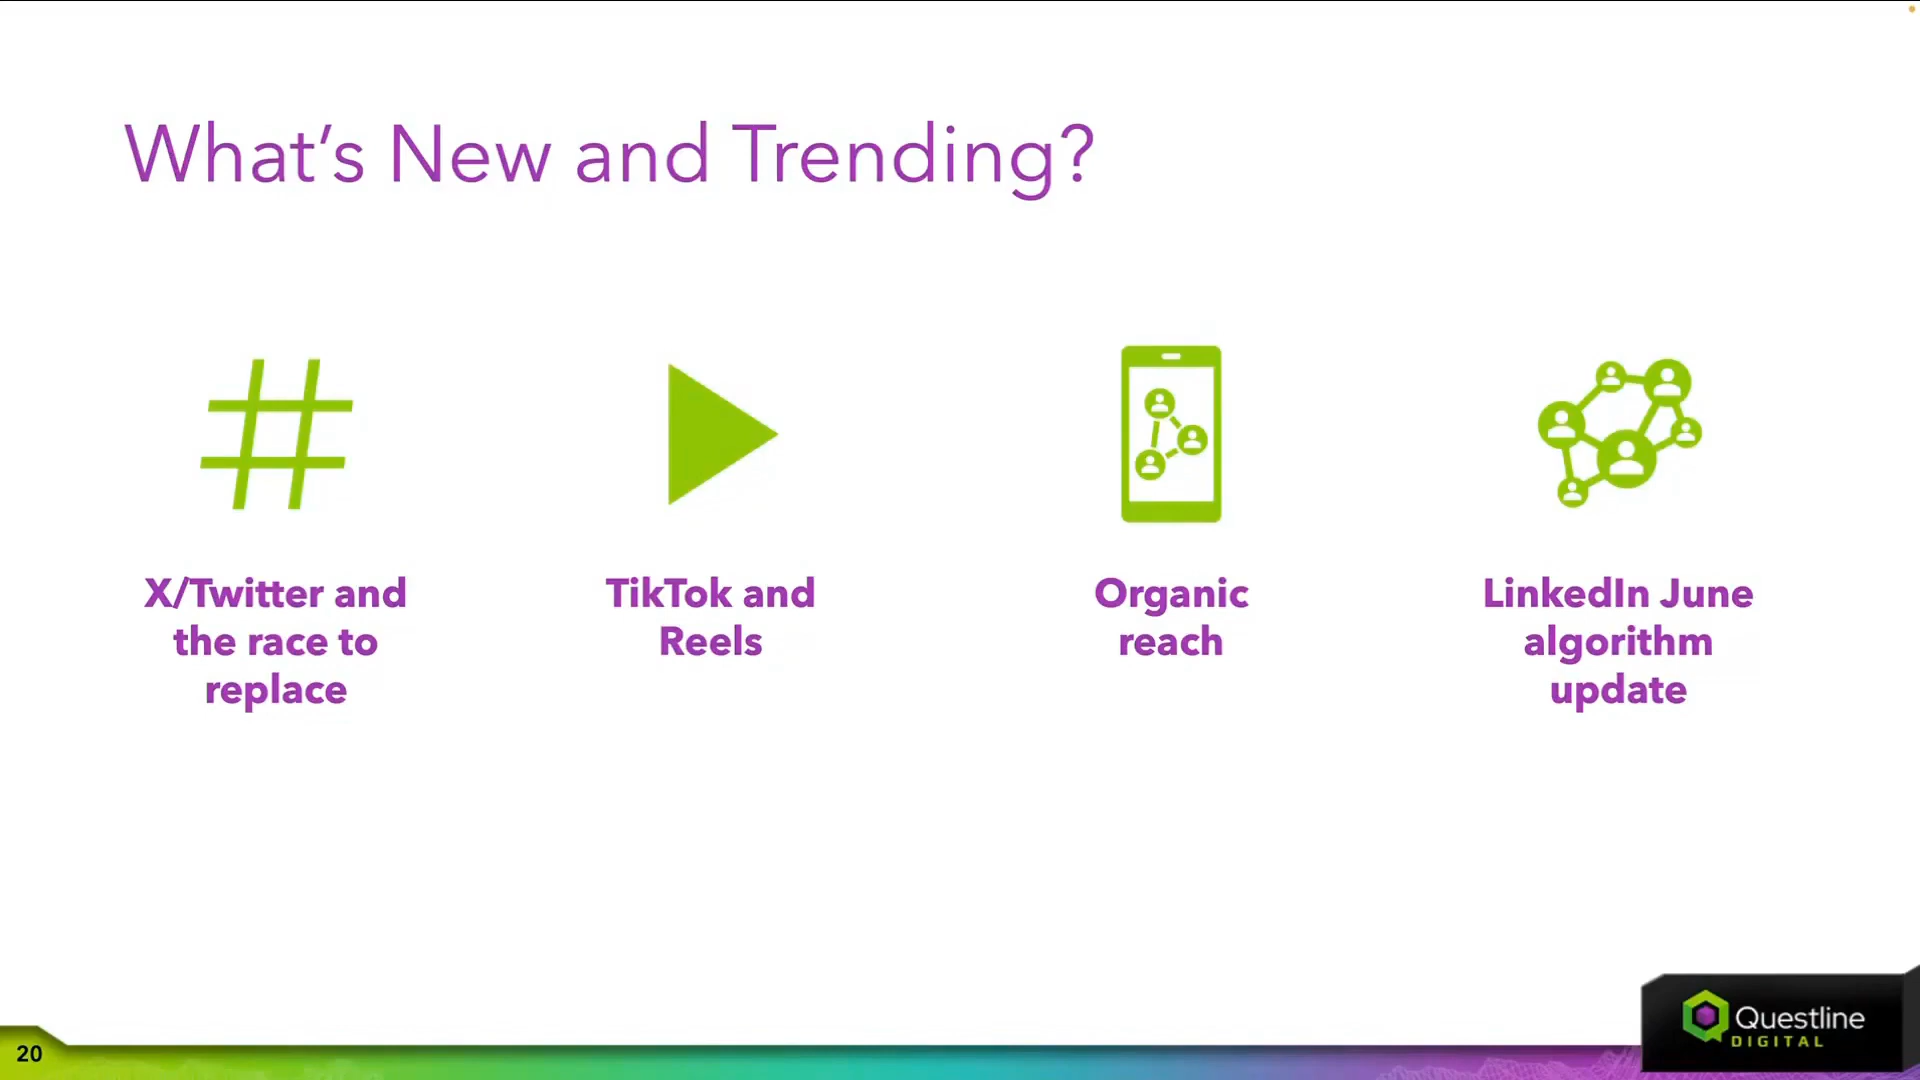 What’s New and Trending?
X/Twitter and
the race to
replace
TikTok and
Reels
Organic
reach
LinkedIn June
algorithm
update
20
Questline
DIGITAL